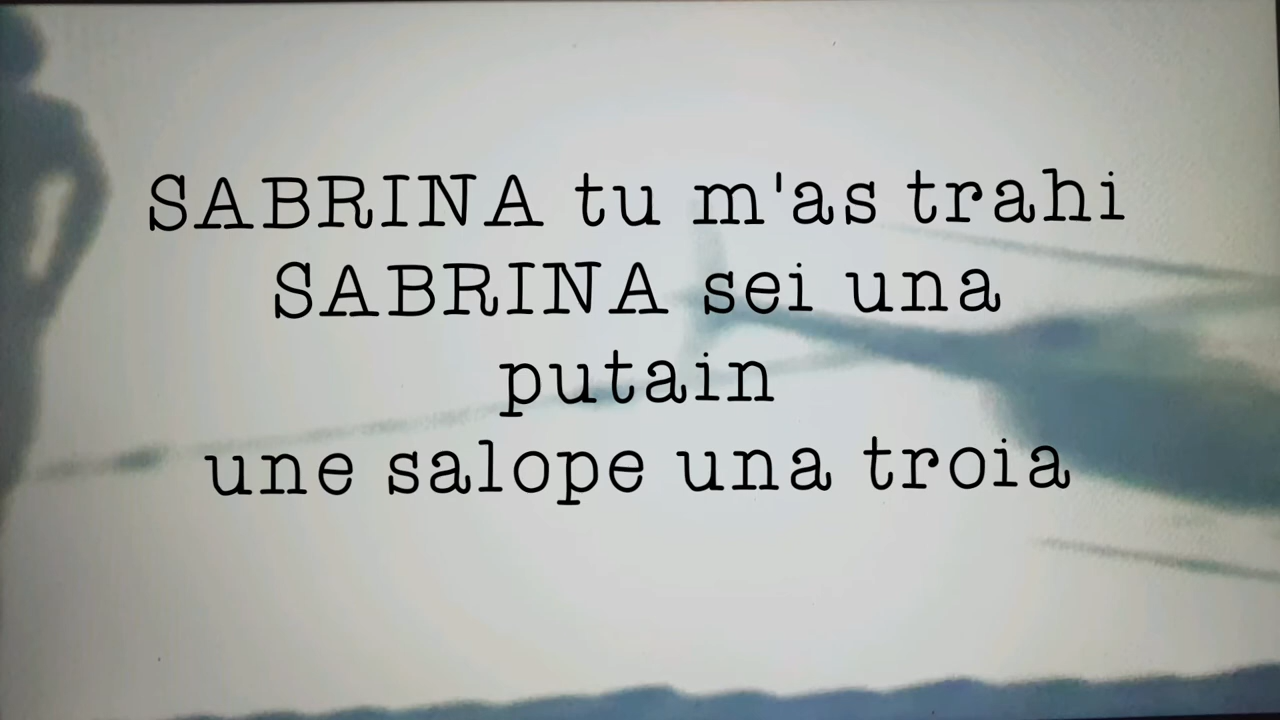 SABRINA tu m'as trahi
SABRINA sei una
putain
une salope una troia